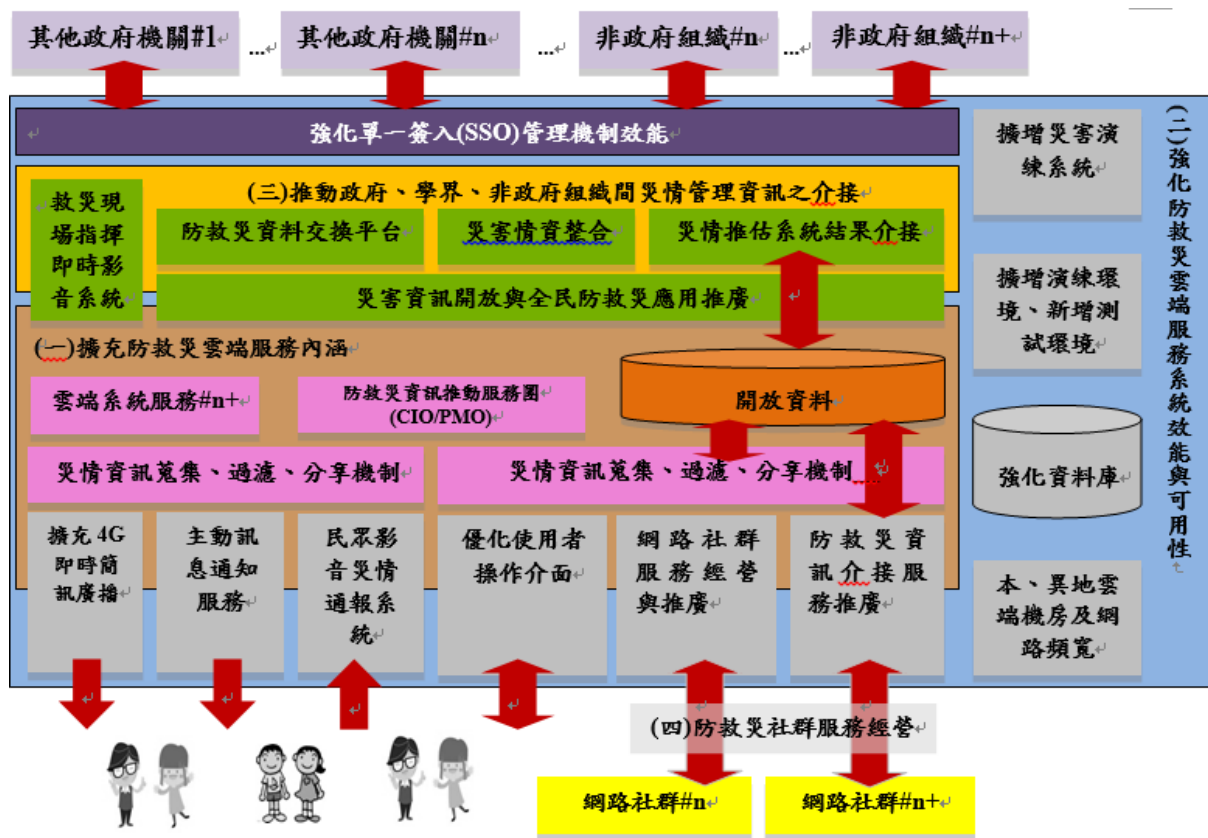 其他政府機關#1
...
其他政府機關#n
...
非政府組織#n
...
非政府組織#n+
強化單一簽入(SSO)管理機制效能
(三)推動政府、學界、非政府組織間災情管理資訊之介接
救災現
場指揮
即時影
音系統
防救災資料交換平台
災害情資整合
災情推估系統結果介接
災害資訊開放與全民防救災應用推廣
(一)擴充防救災雲端服務內涵
雲端系統服務#n+
防救災資訊推動服務團
(CIO/PMO)
開放資料
災情資訊蒐集、過濾、分享機制
災情資訊蒐集、過濾、分享機制
擴充 4G
即時簡
訊廣播
主動訊
息通知
服務
民眾影
音災情
通報系
統
優化使用者
操作介面
網路社群
服務經營
與推廣
防救災資
訊介接服
務推廣
擴增災害演
練系統
擴增演練環
境、新增測
試環境
強化資料庫
本、異地雲
端機房及網
路頻寬
(二)強化防救災雲端服務系統效能與可用性
(四)防救災社群服務經營
網路社群#n
網路社群#n+